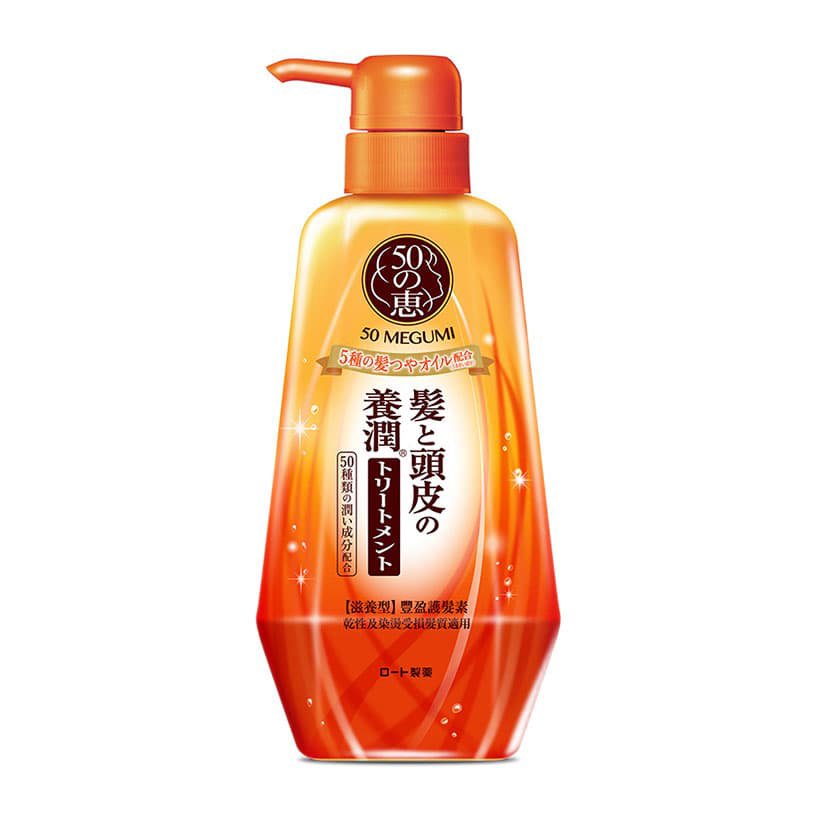 50の恵
50 MEGUMI
5種の髪つやオイル配合
髪と頭皮の
養潤®
トリートメント
50種類の潤い成分配合
【滋養型】豐盈護髮素
乾性及染燙受損髮質適用
ロート製薬